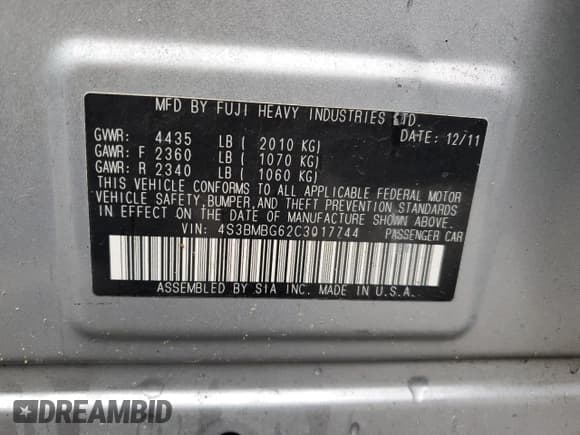 MFD BY FUJI HEAVY INDUSTRIES LTD.
DATE: 12/11
GVWR: 4435 LB ( 2010 KG)
GAWR: F 2360 LB ( 1070 KG)
GAWR: R 2340 LB ( 1060 KG)
THIS VEHICLE CONFORMS TO ALL APPLICABLE FEDERAL MOTOR
VEHICLE SAFETY, BUMPER, AND THEFT PREVENTION STANDARDS
IN EFFECT ON THE DATE OF MANUFACTURE SHOWN ABOVE.
VIN: 4S3BMBG62C3017744 PASSENGER CAR
ASSEMBLED BY SIA INC. MADE IN U.S.A.
DREAMBID